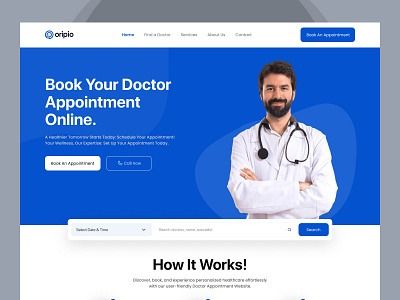 oripio
Home
Find a Doctor
Services
About Us
Contact
Book An Appointment
Book Your Doctor
Appointment
Online.
A Healthier Tomorrow Starts Today: Schedule Your Appointment!
Your Wellness, Our Expertise: Set Up Your Appointment Today.
Book An Appointment
Call Now
Select Date & Time
Search doctors, name, specialist
Search
How It Works!
Discover, book, and experience personalized healthcare effortlessly
with our user-friendly Doctor Appointment Website.